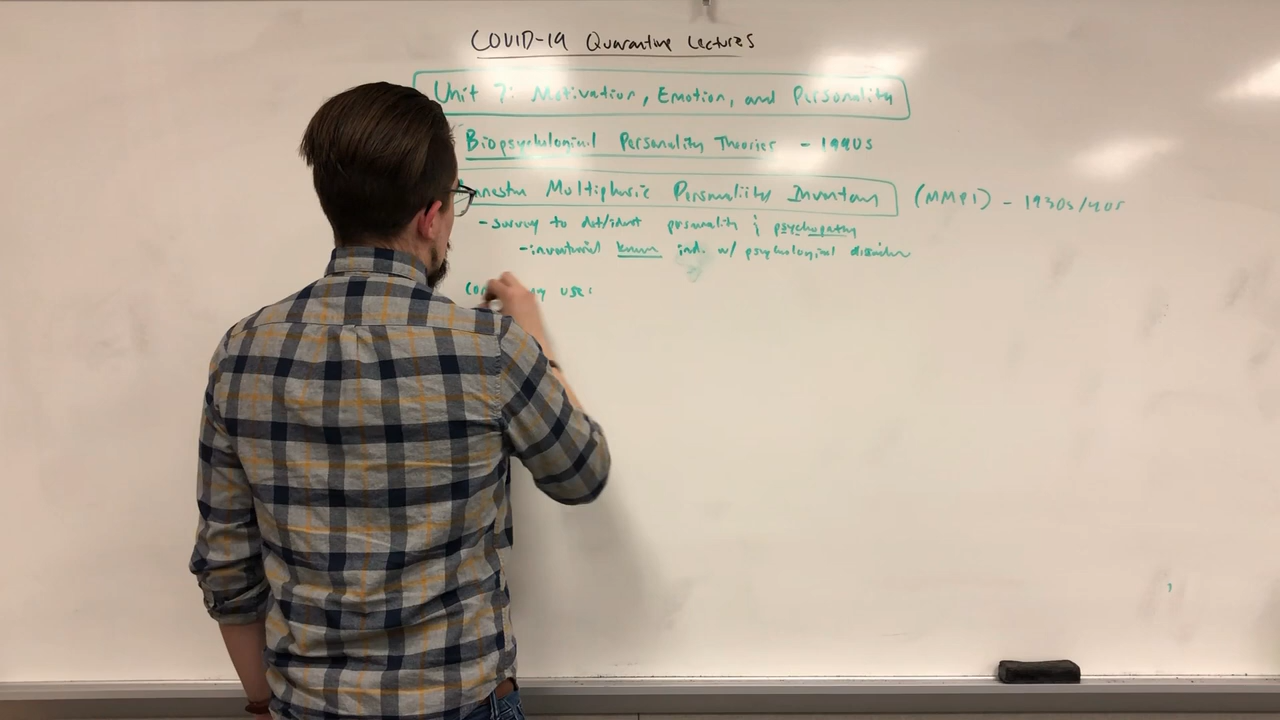 COVID-19 Quarantine Lectures
Unit 7: Motivation, Emotion, and Personality
Biopsychological Personality Theories - 1990s
Multiphasic Personality Inventory (MMPI) - 1930s/40s
- survey to det/ident personality & psychopathy
- inventoried known ind. w/ psychological disorder
use: